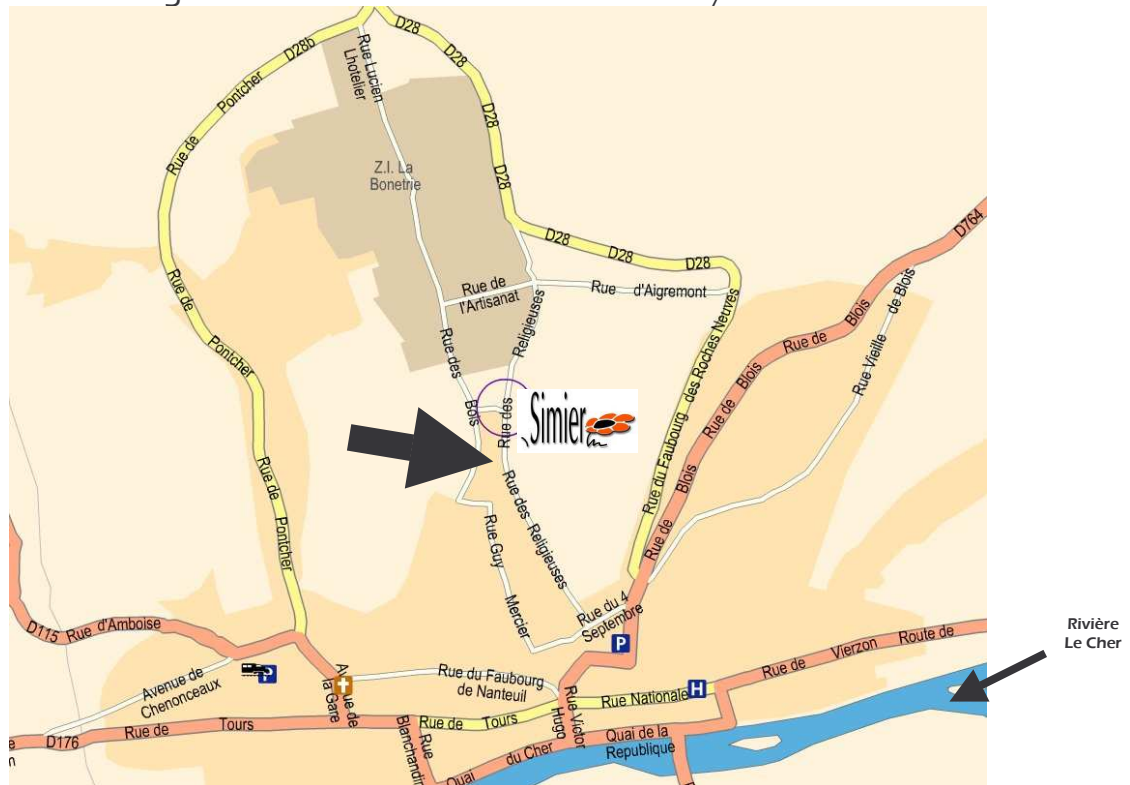 D28b
D28
Pontcher
Rue de
Rue Lucien
Lhotelier
D28
D28
Z.I. La
Bonetrie
D28
D764
D28
D28
D28
Rue de
Pontcher
Rue de
l'Artisanat
Rue d'Aigremont
Rue des
Bois
Rue des
Religieuses
Rue du Faubourg des Roches Neuves
Rue de
Blois
Rue de
Blois
Rue de
Blois
Rue Vieille de Blois
Simier
Rue de
Pontcher
Rue des Religieuses
Rue Guy
Mercier
Rue du 4
Septembre
P
D115 Rue d'Amboise
Rivière
Le Cher
Avenue de
Chenonceaux
P
Avenue de
la Gare
Rue du Faubourg
de Nanteuil
Rue Nationale
H
Rue de Vierzon Route de
D176 Rue de Tours
Rue de Tours
Rue
Blanchandin
Rue Victor
Hugo
Quai du Cher
Quai de la
Republique